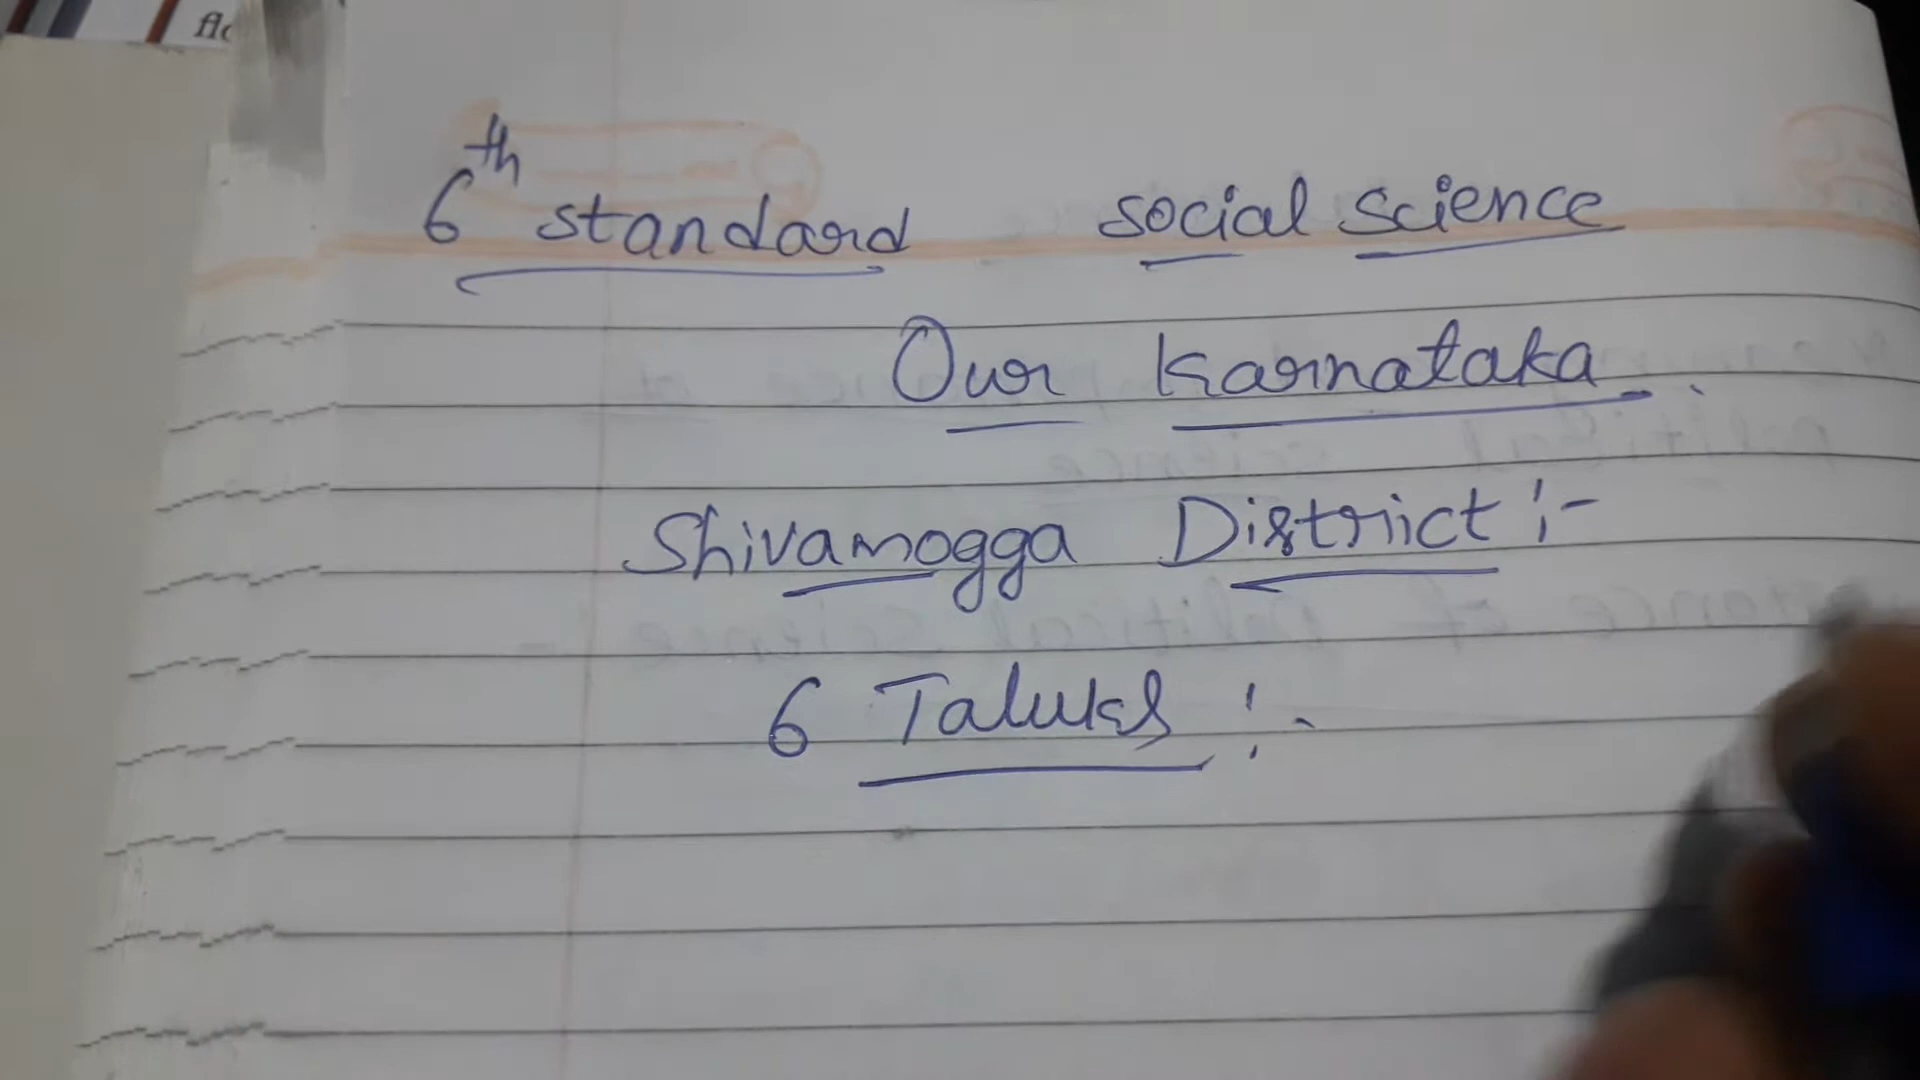 6th standard social science
Our Karnataka
Shivamogga District :-
6 Taluks :-